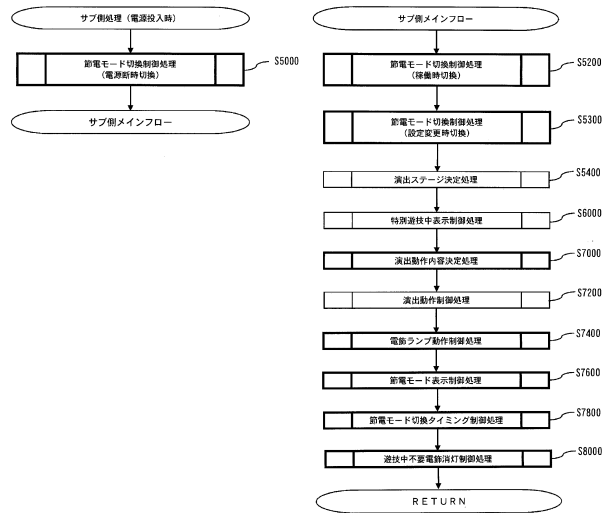 サブ側処理（電源投入時）
節電モード切換制御処理
（電源断時切換）
S5000
サブ側メインフロー
サブ側メインフロー
節電モード切換制御処理
（稼働時切換）
S5200
節電モード切換制御処理
（設定変更時切換）
S5300
演出ステージ決定処理
S5400
特別遊技中表示制御処理
S6000
演出動作内容決定処理
S7000
演出動作制御処理
S7200
電飾ランプ動作制御処理
S7400
節電モード表示制御処理
S7600
節電モード切換タイミング制御処理
S7800
遊技中不要電飾消灯制御処理
S8000
RETURN